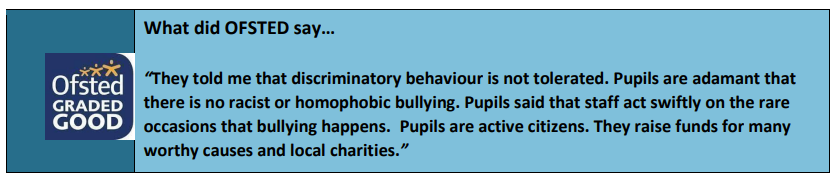 What did OFSTED say…
“They told me that discriminatory behaviour is not tolerated. Pupils are adamant that
there is no racist or homophobic bullying. Pupils said that staff act swiftly on the rare
occasions that bullying happens.  Pupils are active citizens. They raise funds for many
worthy causes and local charities.”
Ofsted
GRADED
GOOD